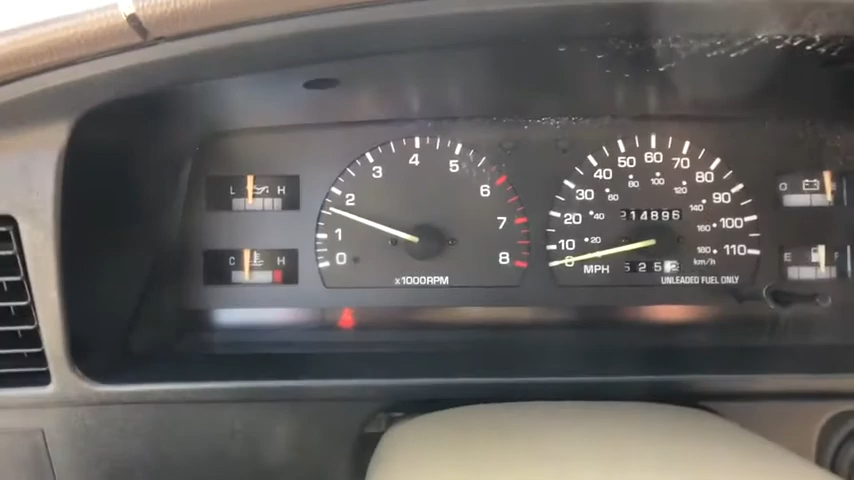 L H
C H
0 1 2 3 4 5 6 7 8
x1000RPM
0 10 20 30 40 50 60 70 80 90 100 110
20 40 60 80 100 120 140 160 180
MPH
km/h
214896
UNLEADED FUEL ONLY
E F